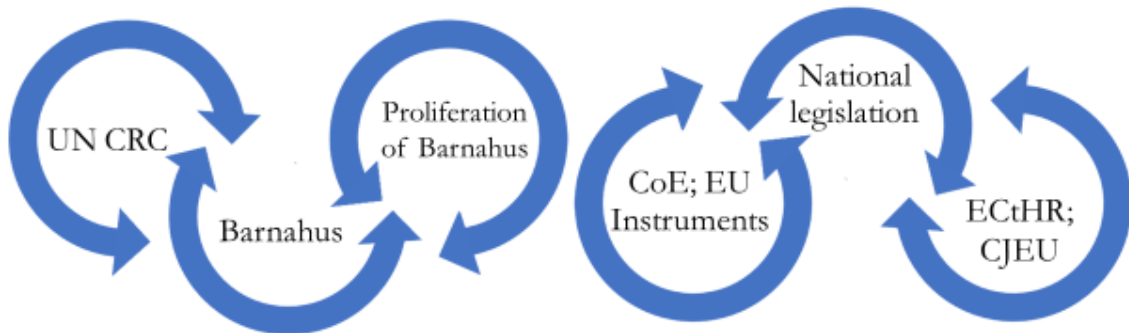 UN CRC
Barnahus
Proliferation
of Barnahus
CoE; EU
Instruments
National
legislation
ECtHR;
CJEU